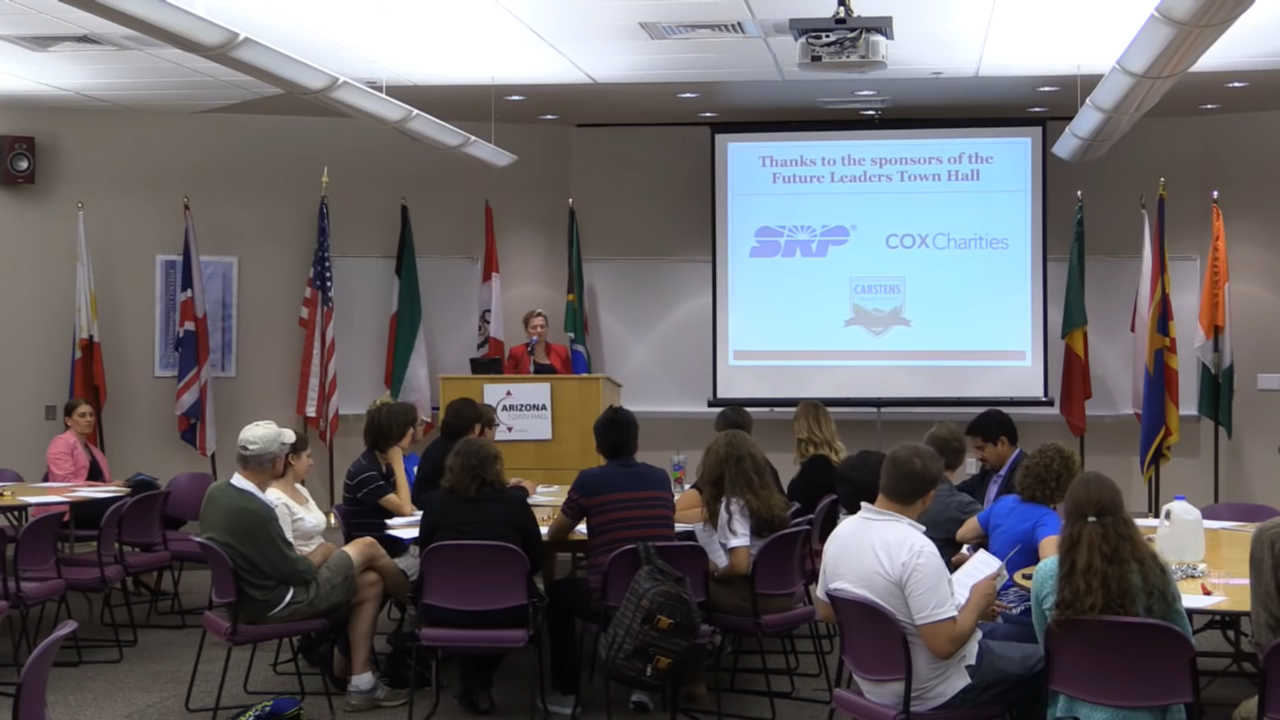 Thanks to the sponsors of the
Future Leaders Town Hall
SRP®
COX Charities
CARSTENS
ARIZONA
TOWN HALL